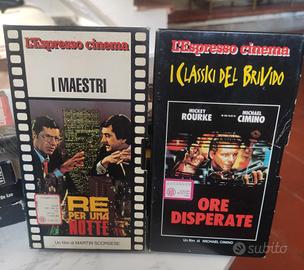 L'Espresso cinema
I MAESTRI
RE
PER UNA
NOTTE
Un film di MARTIN SCORSESE
L'Espresso cinema
I CLASSICI DEL BRIVIDO
MICKEY
ROURKE
MICHAEL
CIMINO
ORE
DISPERATE
Un film di MICHAEL CIMINO
subito